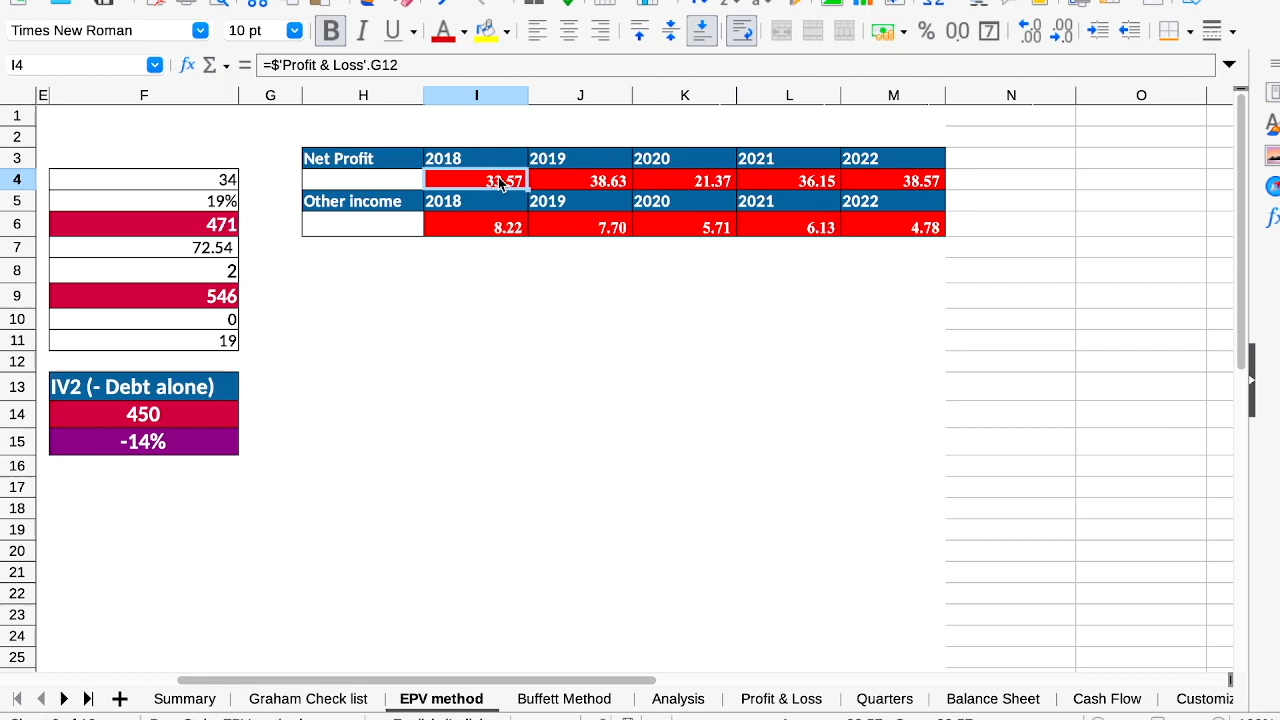 Times New Roman 10 pt B I U A
I4 fx Σ = =$'Profit & Loss'.G12
E F G H I J K L M N O
1
2
3 Net Profit 2018 2019 2020 2021 2022
4 34 38.63 21.37 36.15 38.57
5 19% Other income 2018 2019 2020 2021 2022
6 471 8.22 7.70 5.71 6.13 4.78
7 72.54
8 2
9 546
10 0
11 19
12
13 IV2 (- Debt alone)
14 450
15 -14%
16
17
18
19
20
21
22
23
24
25
Summary Graham Check list EPV method Buffett Method Analysis Profit & Loss Quarters Balance Sheet Cash Flow Customiz